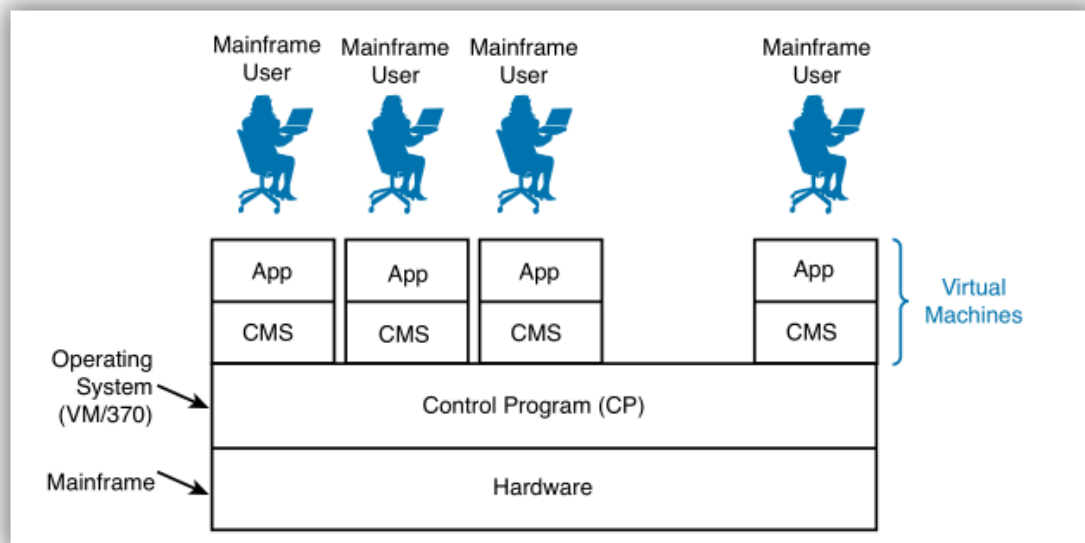 Mainframe
User
Mainframe
User
Mainframe
User
Mainframe
User
App
App
App
App
CMS
CMS
CMS
CMS
Virtual
Machines
Operating
System
(VM/370)
Control Program (CP)
Mainframe
Hardware